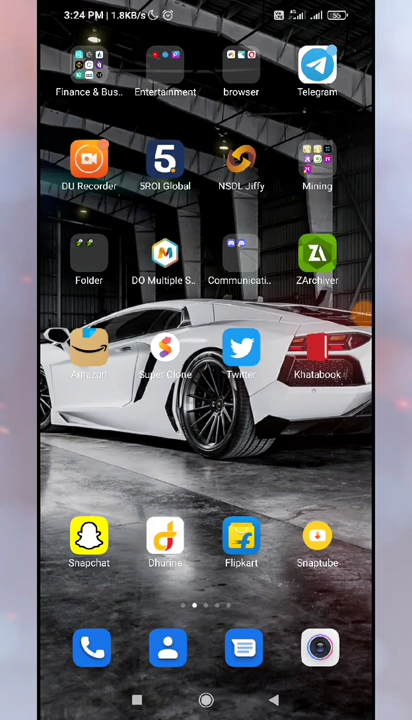 3:24 PM | 1.8KB/s
55
Finance & Bus.. Entertainment browser Telegram
DU Recorder 5ROI Global NSDL Jiffy Mining
Folder DO Multiple S.. Communicati.. ZArchiver
Amazon Super Clone Twitter Khatabook
Snapchat Dhurina Flipkart Snaptube